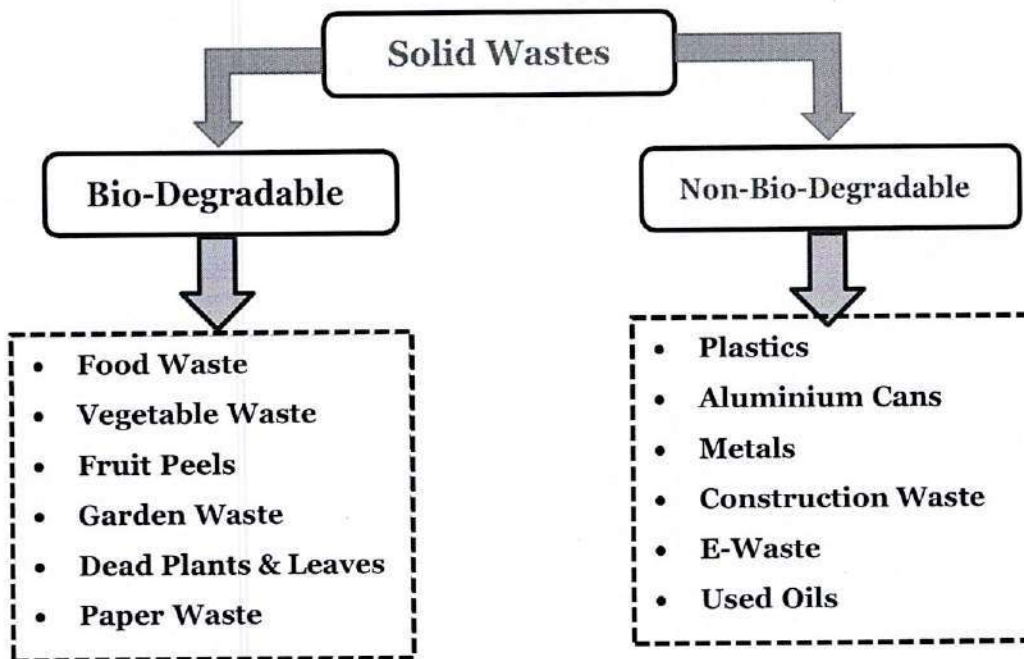 Solid Wastes
Bio-Degradable
Non-Bio-Degradable
• Food Waste
• Vegetable Waste
• Fruit Peels
• Garden Waste
• Dead Plants & Leaves
• Paper Waste
• Plastics
• Aluminium Cans
• Metals
• Construction Waste
• E-Waste
• Used Oils